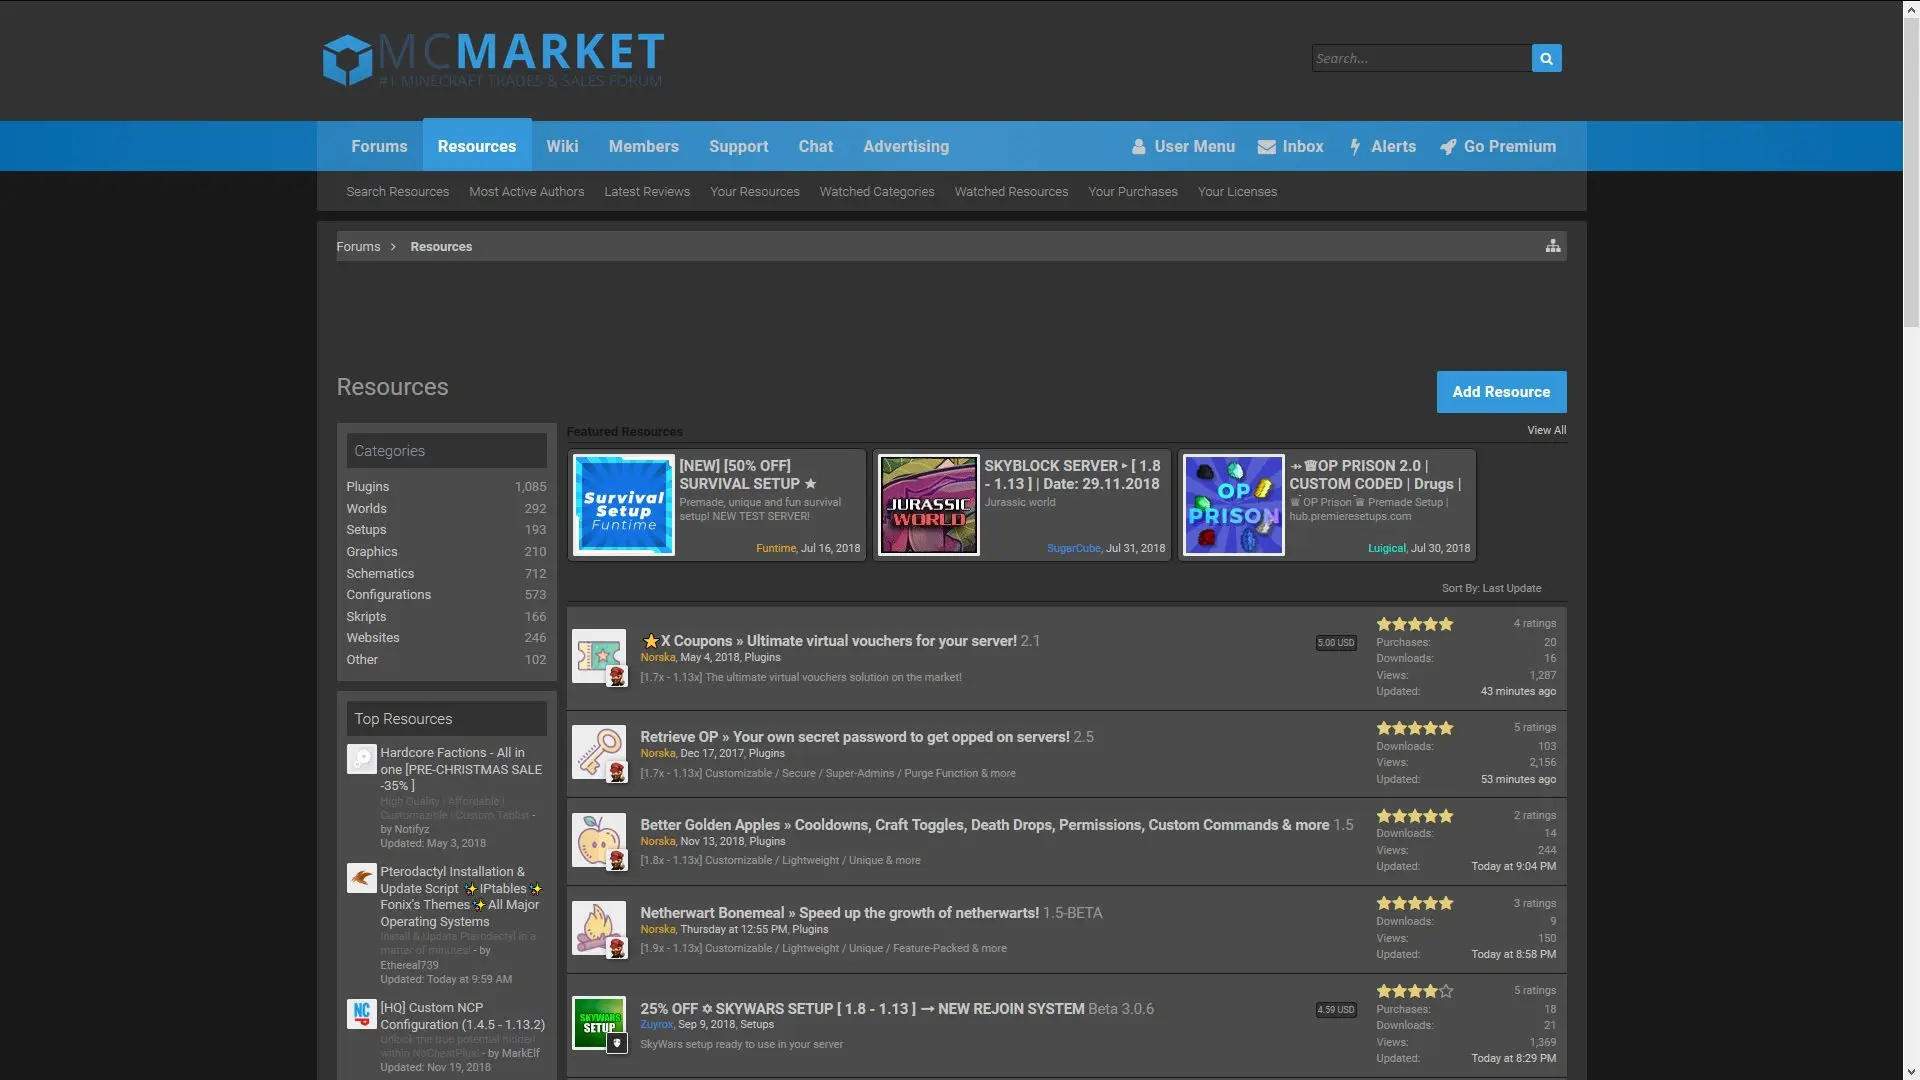 MCMARKET
#1 MINECRAFT TRADES & SALES FORUM
Search...
Forums
Resources
Wiki
Members
Support
Chat
Advertising
User Menu
Inbox
Alerts
Go Premium
Search Resources
Most Active Authors
Latest Reviews
Your Resources
Watched Categories
Watched Resources
Your Purchases
Your Licenses
Forums > Resources
Resources
Add Resource
Categories
Plugins 1,085
Worlds 292
Setups 193
Graphics 210
Schematics 712
Configurations 573
Skripts 166
Websites 246
Other 102
Top Resources
Hardcore Factions - All in
one [PRE-CHRISTMAS SALE
-35% ]
High Quality | Affordable |
Customazible | Custom Tablist -
by Notifyz
Updated: May 3, 2018
Pterodactyl Installation &
Update Script ✨IPtables✨
Fonix's Themes✨All Major
Operating Systems
Install & Update Pterodactyl in a
matter of minutes! - by
Ethereal739
Updated: Today at 9:59 AM
NC
[HQ] Custom NCP
Configuration (1.4.5 - 1.13.2)
Unlock the true potential hidden
within NoCheatPlus! - by MarkElf
Updated: Nov 19, 2018
Featured Resources
View All
Survival
Setup
Funtime
[NEW] [50% OFF]
SURVIVAL SETUP ★
Premade, unique and fun survival
setup! NEW TEST SERVER!
Funtime, Jul 16, 2018
JURASSIC
WORLD
SKYBLOCK SERVER ▸ [ 1.8
- 1.13 ] | Date: 29.11.2018
Jurassic world
SugarCube, Jul 31, 2018
OP
PRISON
➛♕OP PRISON 2.0 |
CUSTOM CODED | Drugs |
♕ OP Prison ♕ Premade Setup |
hub.premieresetups.com
Luigical, Jul 30, 2018
Sort By: Last Update
⭐X Coupons » Ultimate virtual vouchers for your server! 2.1
Norska, May 4, 2018, Plugins
[1.7x - 1.13x] The ultimate virtual vouchers solution on the market!
5.00 USD
4 ratings
Purchases: 20
Downloads: 16
Views: 1,287
Updated: 43 minutes ago
Retrieve OP » Your own secret password to get opped on servers! 2.5
Norska, Dec 17, 2017, Plugins
[1.7x - 1.13x] Customizable / Secure / Super-Admins / Purge Function & more
5 ratings
Downloads: 103
Views: 2,156
Updated: 53 minutes ago
Better Golden Apples » Cooldowns, Craft Toggles, Death Drops, Permissions, Custom Commands & more 1.5
Norska, Nov 13, 2018, Plugins
[1.8x - 1.13x] Customizable / Lightweight / Unique & more
2 ratings
Downloads: 14
Views: 244
Updated: Today at 9:04 PM
Netherwart Bonemeal » Speed up the growth of netherwarts! 1.5-BETA
Norska, Thursday at 12:55 PM, Plugins
[1.9x - 1.13x] Customizable / Lightweight / Unique / Feature-Packed & more
3 ratings
Downloads: 9
Views: 150
Updated: Today at 8:58 PM
SKYWARS
SETUP
25% OFF ✡ SKYWARS SETUP [ 1.8 - 1.13 ] → NEW REJOIN SYSTEM Beta 3.0.6
Zuyrox, Sep 9, 2018, Setups
SkyWars setup ready to use in your server
4.59 USD
5 ratings
Purchases: 18
Downloads: 21
Views: 1,369
Updated: Today at 8:29 PM